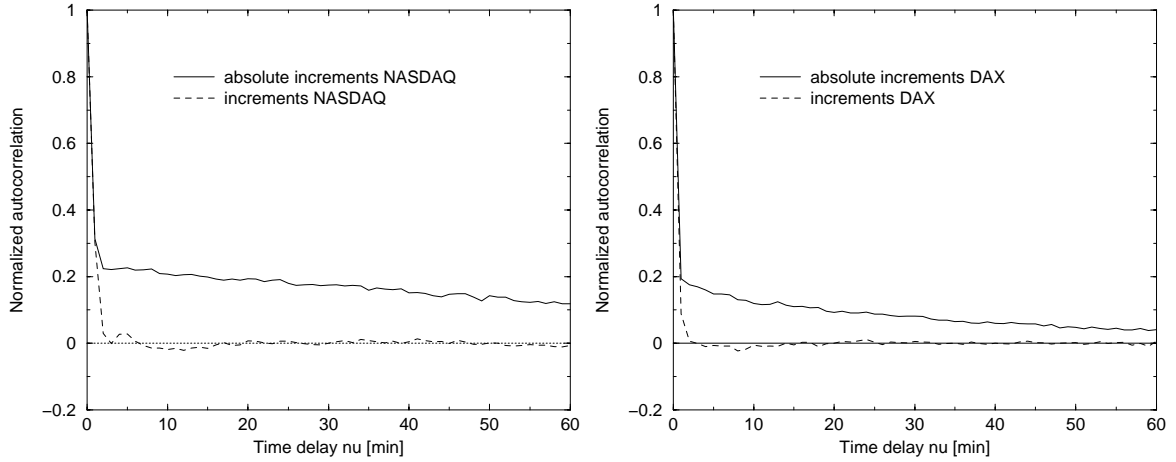 1
0.8
0.6
0.4
0.2
0
−0.2
Normalized autocorrelation
absolute increments NASDAQ
increments NASDAQ
0 10 20 30 40 50 60
Time delay nu [min]
1
0.8
0.6
0.4
0.2
0
−0.2
Normalized autocorrelation
absolute increments DAX
increments DAX
0 10 20 30 40 50 60
Time delay nu [min]